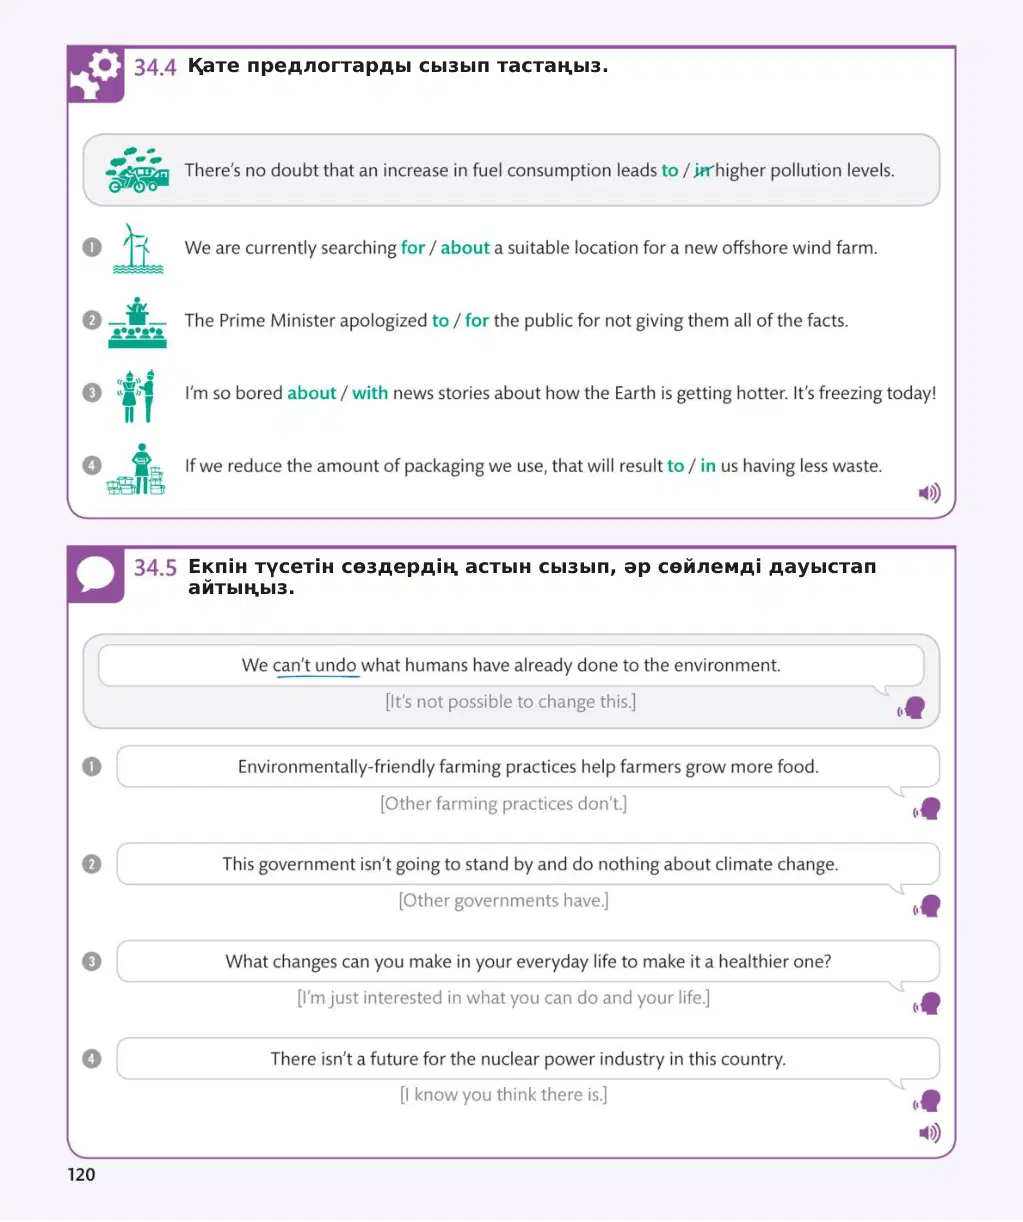 34.4 Қате предлогтарды сызып тастаңыз.
There's no doubt that an increase in fuel consumption leads to / in higher pollution levels.
1 We are currently searching for / about a suitable location for a new offshore wind farm.
2 The Prime Minister apologized to / for the public for not giving them all of the facts.
3 I'm so bored about / with news stories about how the Earth is getting hotter. It's freezing today!
4 If we reduce the amount of packaging we use, that will result to / in us having less waste.
34.5 Екпін түсетін сөздердің астын сызып, әр сөйлемді дауыстап
айтыңыз.
We can't undo what humans have already done to the environment.
[It's not possible to change this.]
1 Environmentally-friendly farming practices help farmers grow more food.
[Other farming practices don't.]
2 This government isn't going to stand by and do nothing about climate change.
[Other governments have.]
3 What changes can you make in your everyday life to make it a healthier one?
[I'm just interested in what you can do and your life.]
4 There isn't a future for the nuclear power industry in this country.
[I know you think there is.]
120